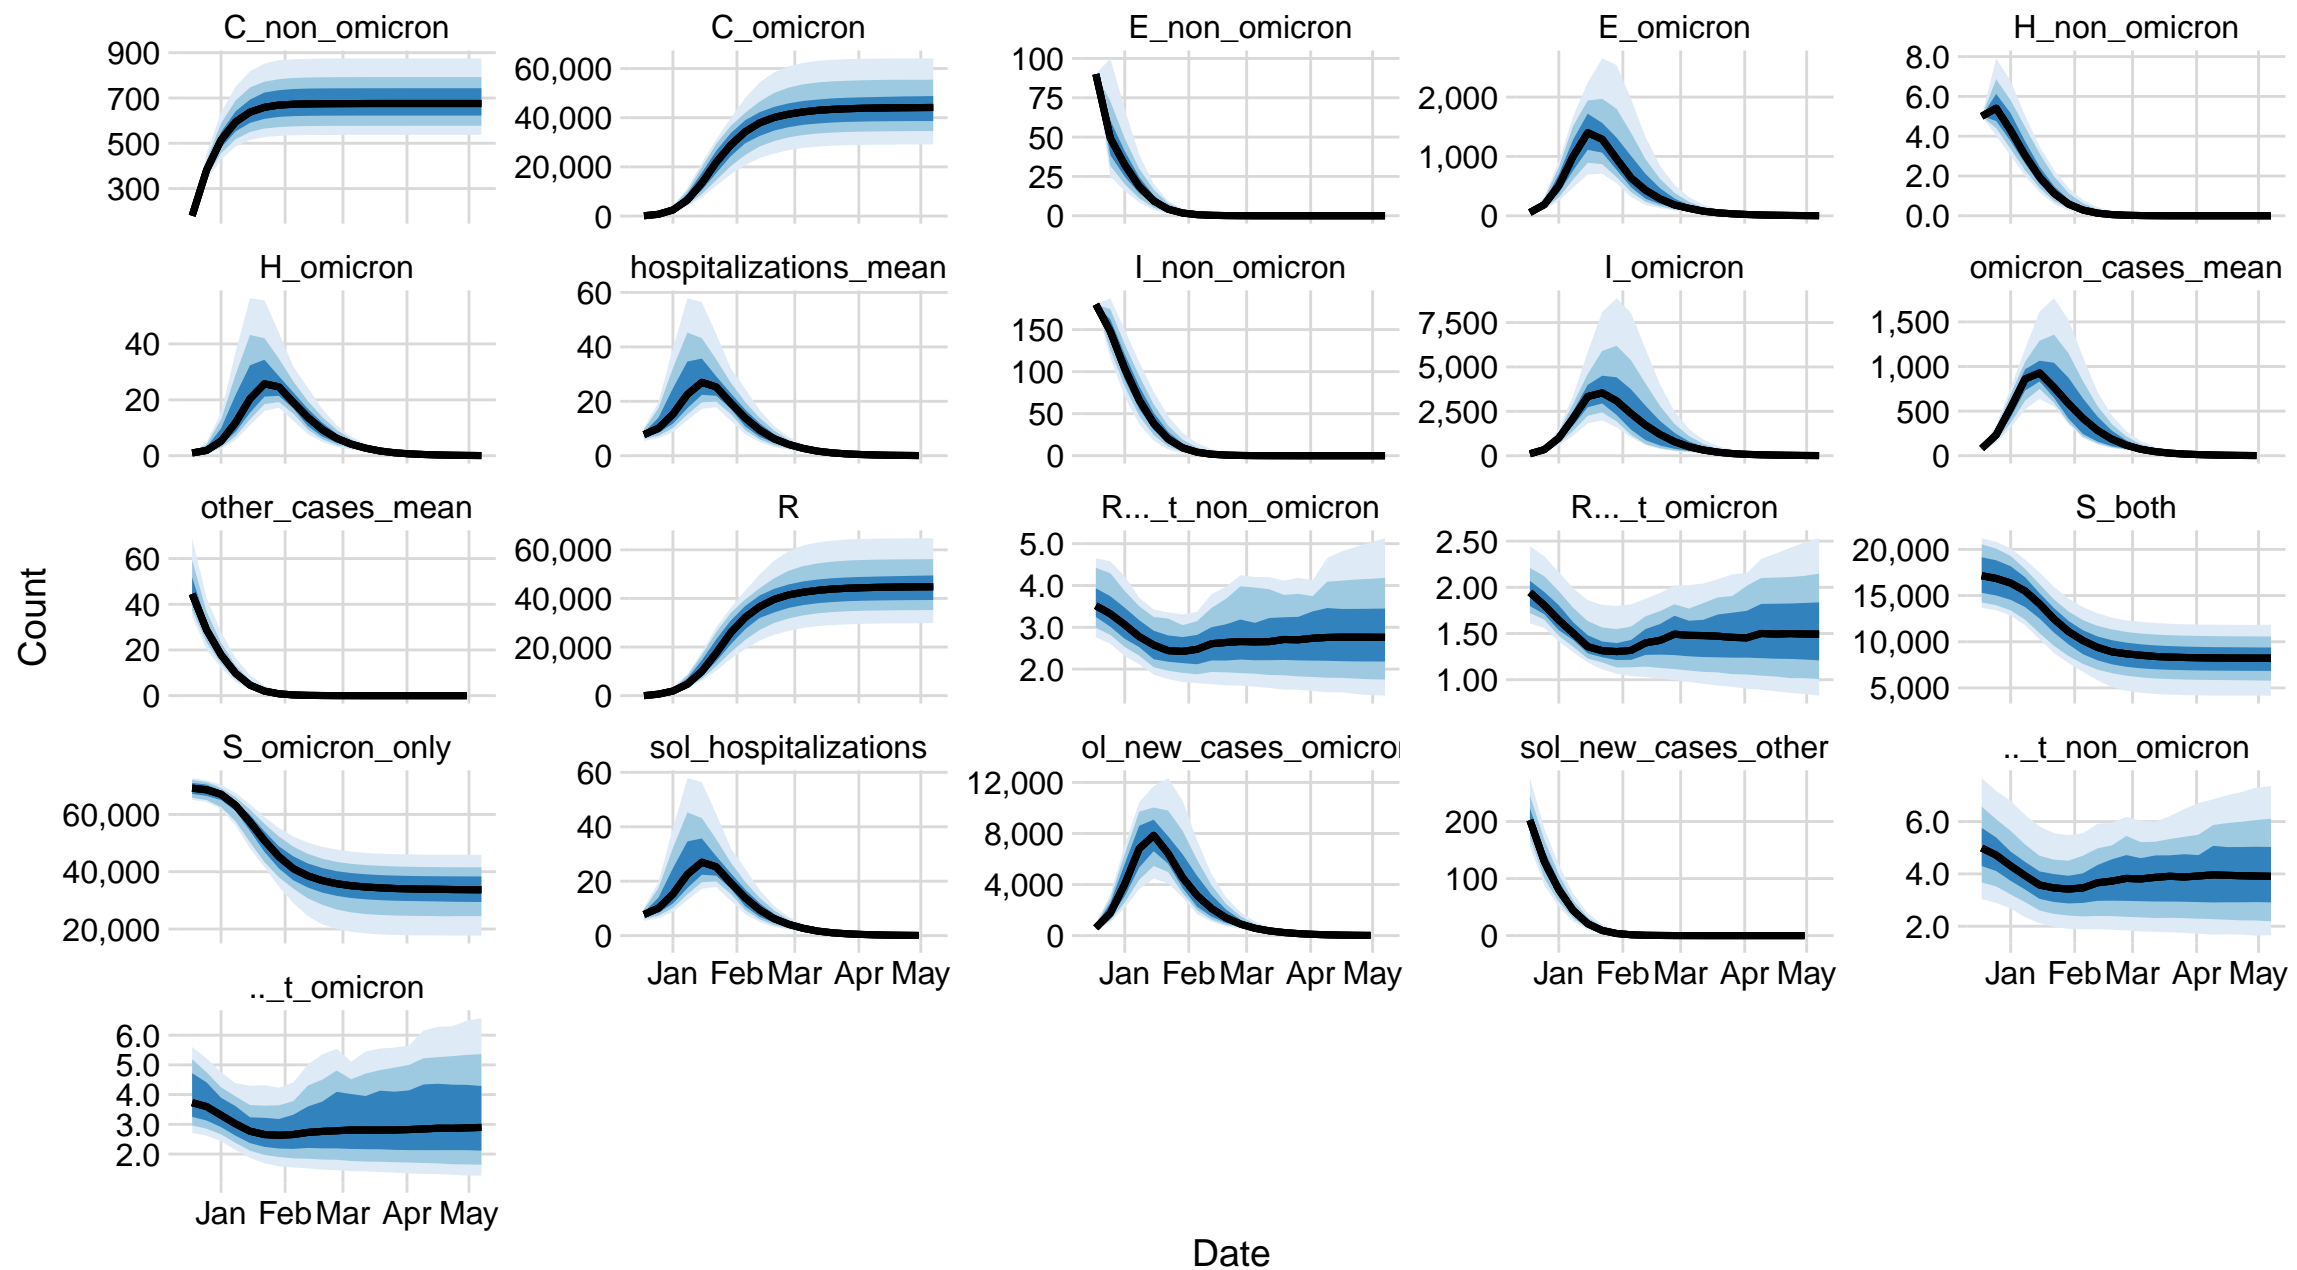 C_non_omicron C_omicron E_non_omicron E_omicron H_non_omicron
900 700 500 300
60,000 40,000 20,000 0
100 75 50 25 0
2,000 1,000 0
8.0 6.0 4.0 2.0 0.0
H_omicron hospitalizations_mean I_non_omicron I_omicron omicron_cases_mean
40 20 0
60 40 20 0
150 100 50 0
7,500 5,000 2,500 0
1,500 1,000 500 0
other_cases_mean R R..._t_non_omicron R..._t_omicron S_both
60 40 20 0
60,000 40,000 20,000 0
5.0 4.0 3.0 2.0
2.50 2.00 1.50 1.00
20,000 15,000 10,000 5,000
Count
S_omicron_only sol_hospitalizations ol_new_cases_omicro sol_new_cases_other .._t_non_omicron
60,000 40,000 20,000
60 40 20 0
12,000 8,000 4,000 0
200 100 0
6.0 4.0 2.0
Jan Feb Mar Apr May Jan Feb Mar Apr May Jan Feb Mar Apr May Jan Feb Mar Apr May
.._t_omicron
6.0 5.0 4.0 3.0 2.0
Jan Feb Mar Apr May
Date